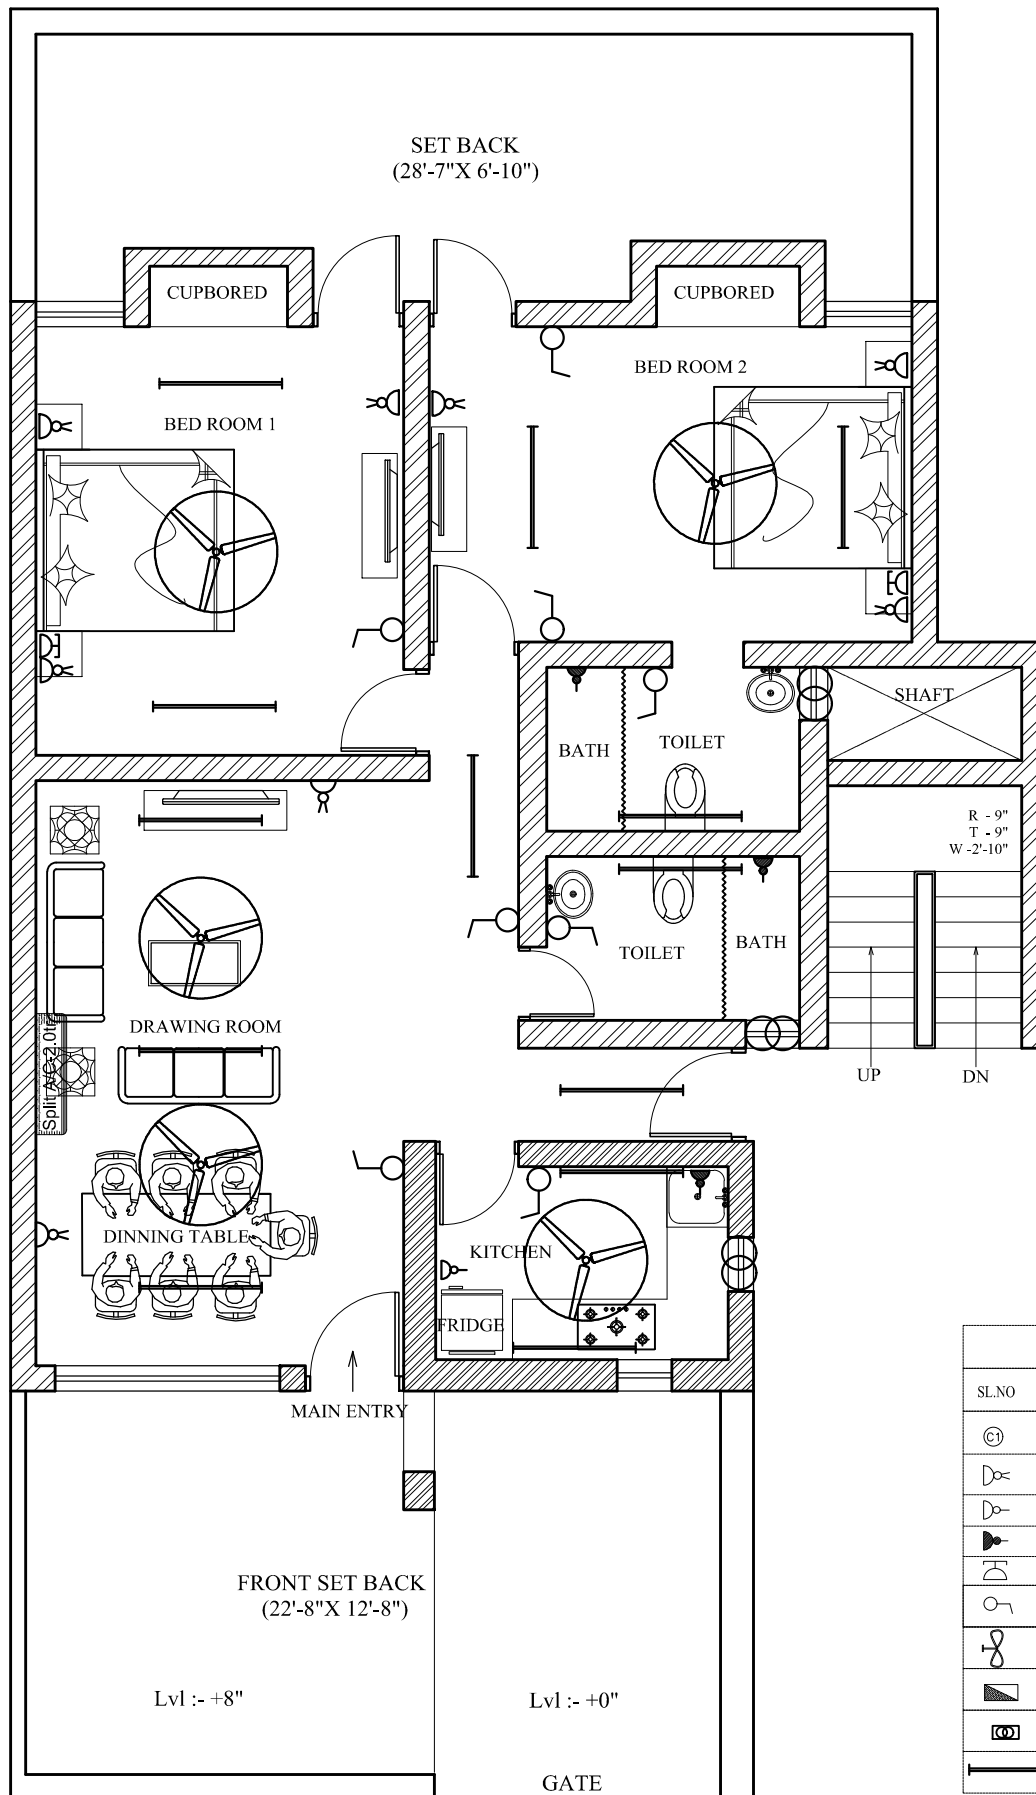 SET BACK
(28'-7"X 6'-10")
CUPBORED
CUPBORED
BED ROOM 2
BED ROOM 1
SHAFT
TOILET
BATH
R - 9"
T - 9"
W -2'-10"
TOILET
BATH
DRAWING ROOM
Split A/C-2.0tr
UP
DN
DINNING TABLE
KITCHEN
FRIDGE
MAIN ENTRY
SL.NO
C1
FRONT SET BACK
(22'-8"X 12'-8")
Lvl :- +8"
Lvl :- +0"
GATE